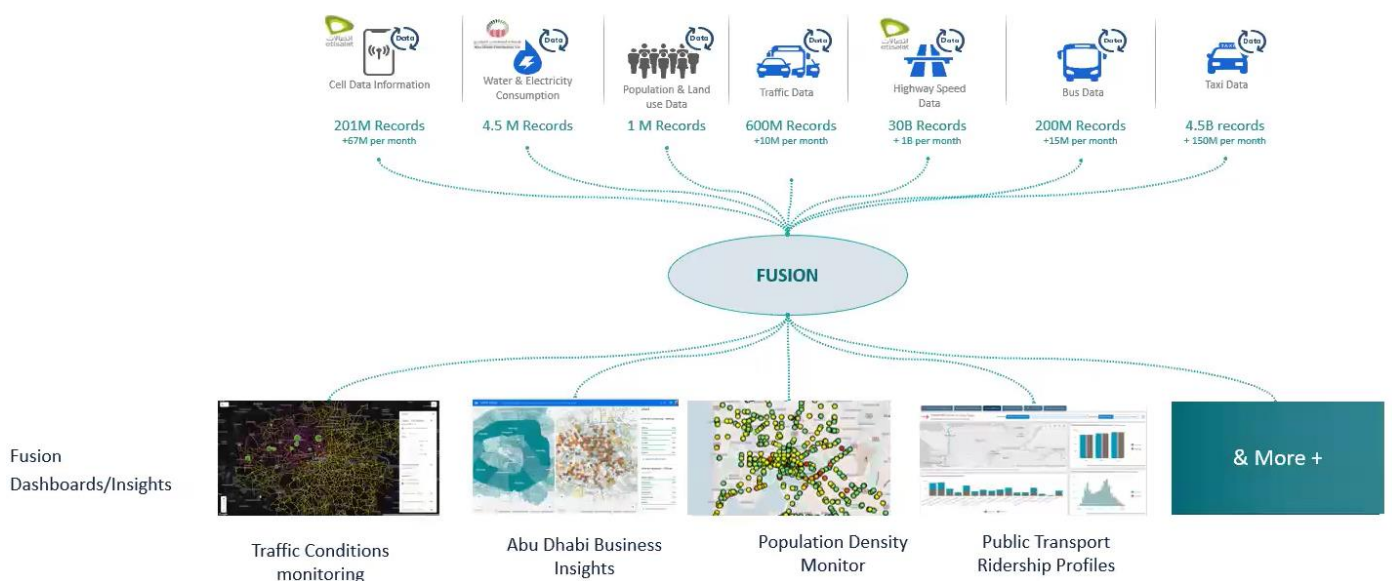 اتصالات
etisalat
Data
Cell Data Information
201M Records
+67M per month
Data
Water & Electricity
Consumption
4.5 M Records
Data
Population & Land
use Data
1 M Records
Data
Traffic Data
600M Records
+10M per month
اتصالات
etisalat
Data
Highway Speed
Data
30B Records
+ 1B per month
Data
Bus Data
200M Records
+15M per month
TAXI
Data
Taxi Data
4.5B records
+ 150M per month
FUSION
Fusion
Dashboards/Insights
& More +
Traffic Conditions
monitoring
Abu Dhabi Business
Insights
Population Density
Monitor
Public Transport
Ridership Profiles